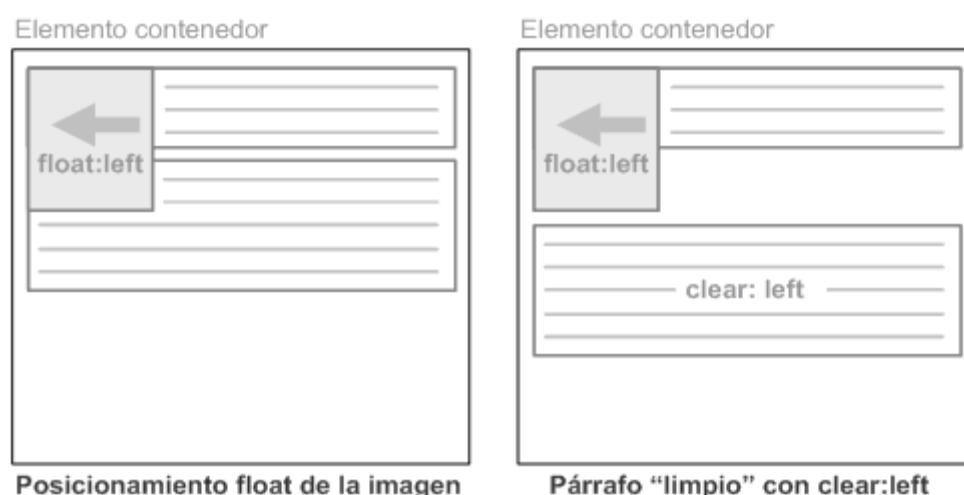 Elemento contenedor
float:left
Posicionamiento float de la imagen
Elemento contenedor
float:left
clear: left
Párrafo “limpio” con clear:left